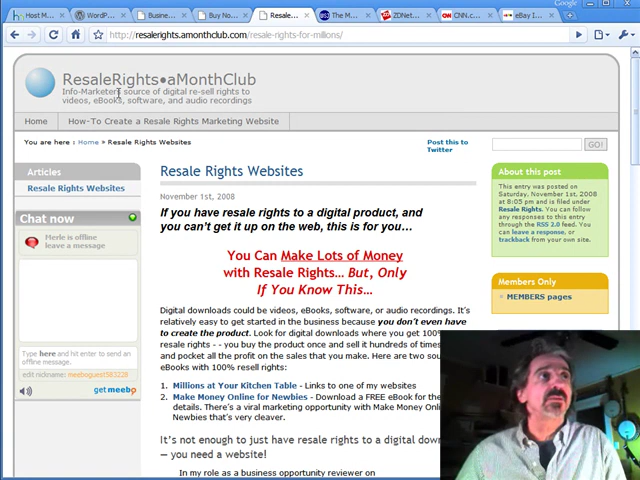 Google
Host M
WordP
Busine
Buy No
Resale
The M
ZDNet
CNN.c
eBay I
http://resalerights.amonthclub.com/resale-rights-for-millions/
ResaleRights•aMonthClub
Info-Marketers source of digital re-sell rights to
videos, eBooks, software, and audio recordings
Home
How-To Create a Resale Rights Marketing Website
You are here : Home » Resale Rights Websites
Post this to
Twitter
GO!
Articles
Resale Rights Websites
Chat now
Merle is offline
leave a message
Type here and hit enter to send an
offline message.
edit nickname: meeboguest583228
get meebo
Resale Rights Websites
November 1st, 2008
If you have resale rights to a digital product, and
you can't get it up on the web, this is for you...
You Can Make Lots of Money
with Resale Rights... But, Only
If You Know This...
Digital downloads could be videos, eBooks, software, or audio recordings. It's
relatively easy to get started in the business because you don't even have
to create the product. Look for digital downloads where you get 100%
resale rights - - you buy the product once and sell it hundreds of times
and pocket all the profit on the sales that you make. Here are two sou
eBooks with 100% resell rights:
1. Millions at Your Kitchen Table - Links to one of my websites
2. Make Money Online for Newbies - Download a FREE eBook for the
details. There's a viral marketing opportunity with Make Money Onli
Newbies that's very clever.
It's not enough to just have resale rights to a digital dow
— you need a website!
In my role as a business opportunity reviewer on
About this post
This entry was posted on
Saturday, November 1st, 2008
at 8:05 pm and is filed under
Resale Rights. You can follow
any responses to this entry
through the RSS 2.0 feed. You
can leave a response, or
trackback from your own site.
Members Only
MEMBERS pages